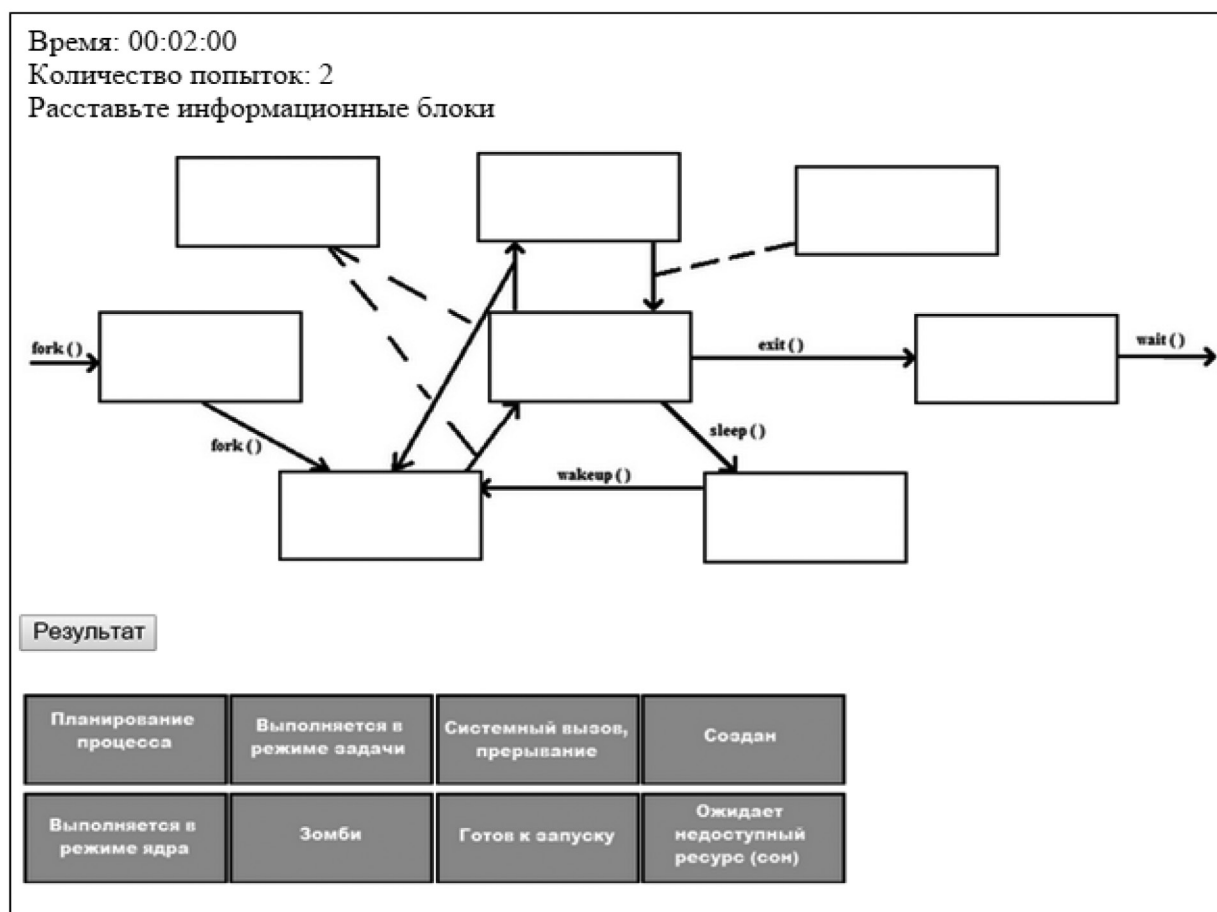 Время: 00:02:00
Количество попыток: 2
Расставьте информационные блоки
fork ( )
exit ( )
wait ( )
fork ( )
sleep ( )
wakeup ( )
Результат
Планирование
процесса
Выполняется в
режиме задачи
Системный вызов,
прерывание
Создан
Выполняется в
режиме ядра
Зомби
Готов к запуску
Ожидает
недоступный
ресурс (сон)